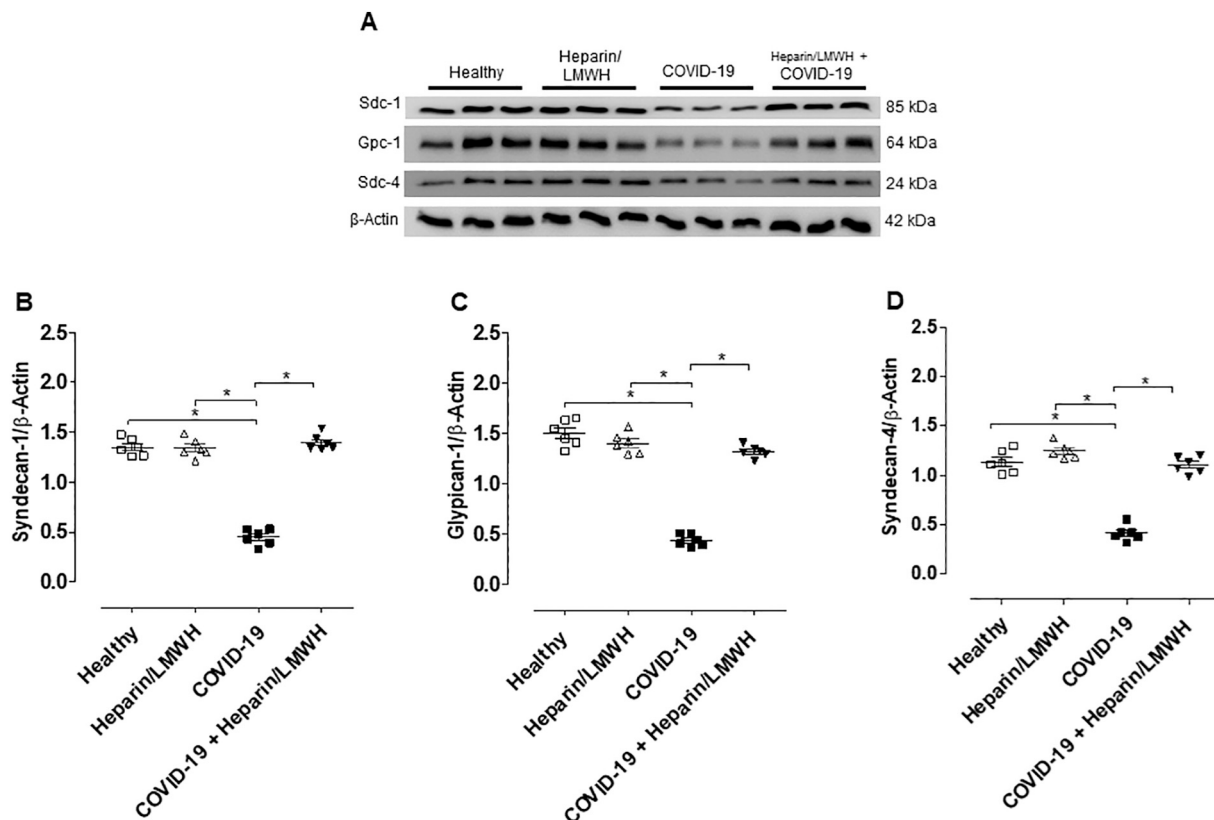 A
Healthy
Heparin/
LMWH
COVID-19
Heparin/LMWH +
COVID-19
Sdc-1
85 kDa
Gpc-1
64 kDa
Sdc-4
24 kDa
β-Actin
42 kDa
B
Syndecan-1/β-Actin
2.5
2.0
1.5
1.0
0.5
0.0
*
*
*
Healthy
Heparin/LMWH
COVID-19
COVID-19 + Heparin/LMWH
C
Glypican-1/β-Actin
2.5
2.0
1.5
1.0
0.5
0.0
*
*
*
Healthy
Heparin/LMWH
COVID-19
COVID-19 + Heparin/LMWH
D
Syndecan-4/β-Actin
2.5
2.0
1.5
1.0
0.5
0.0
*
*
*
Healthy
Heparin/LMWH
COVID-19
COVID-19 + Heparin/LMWH